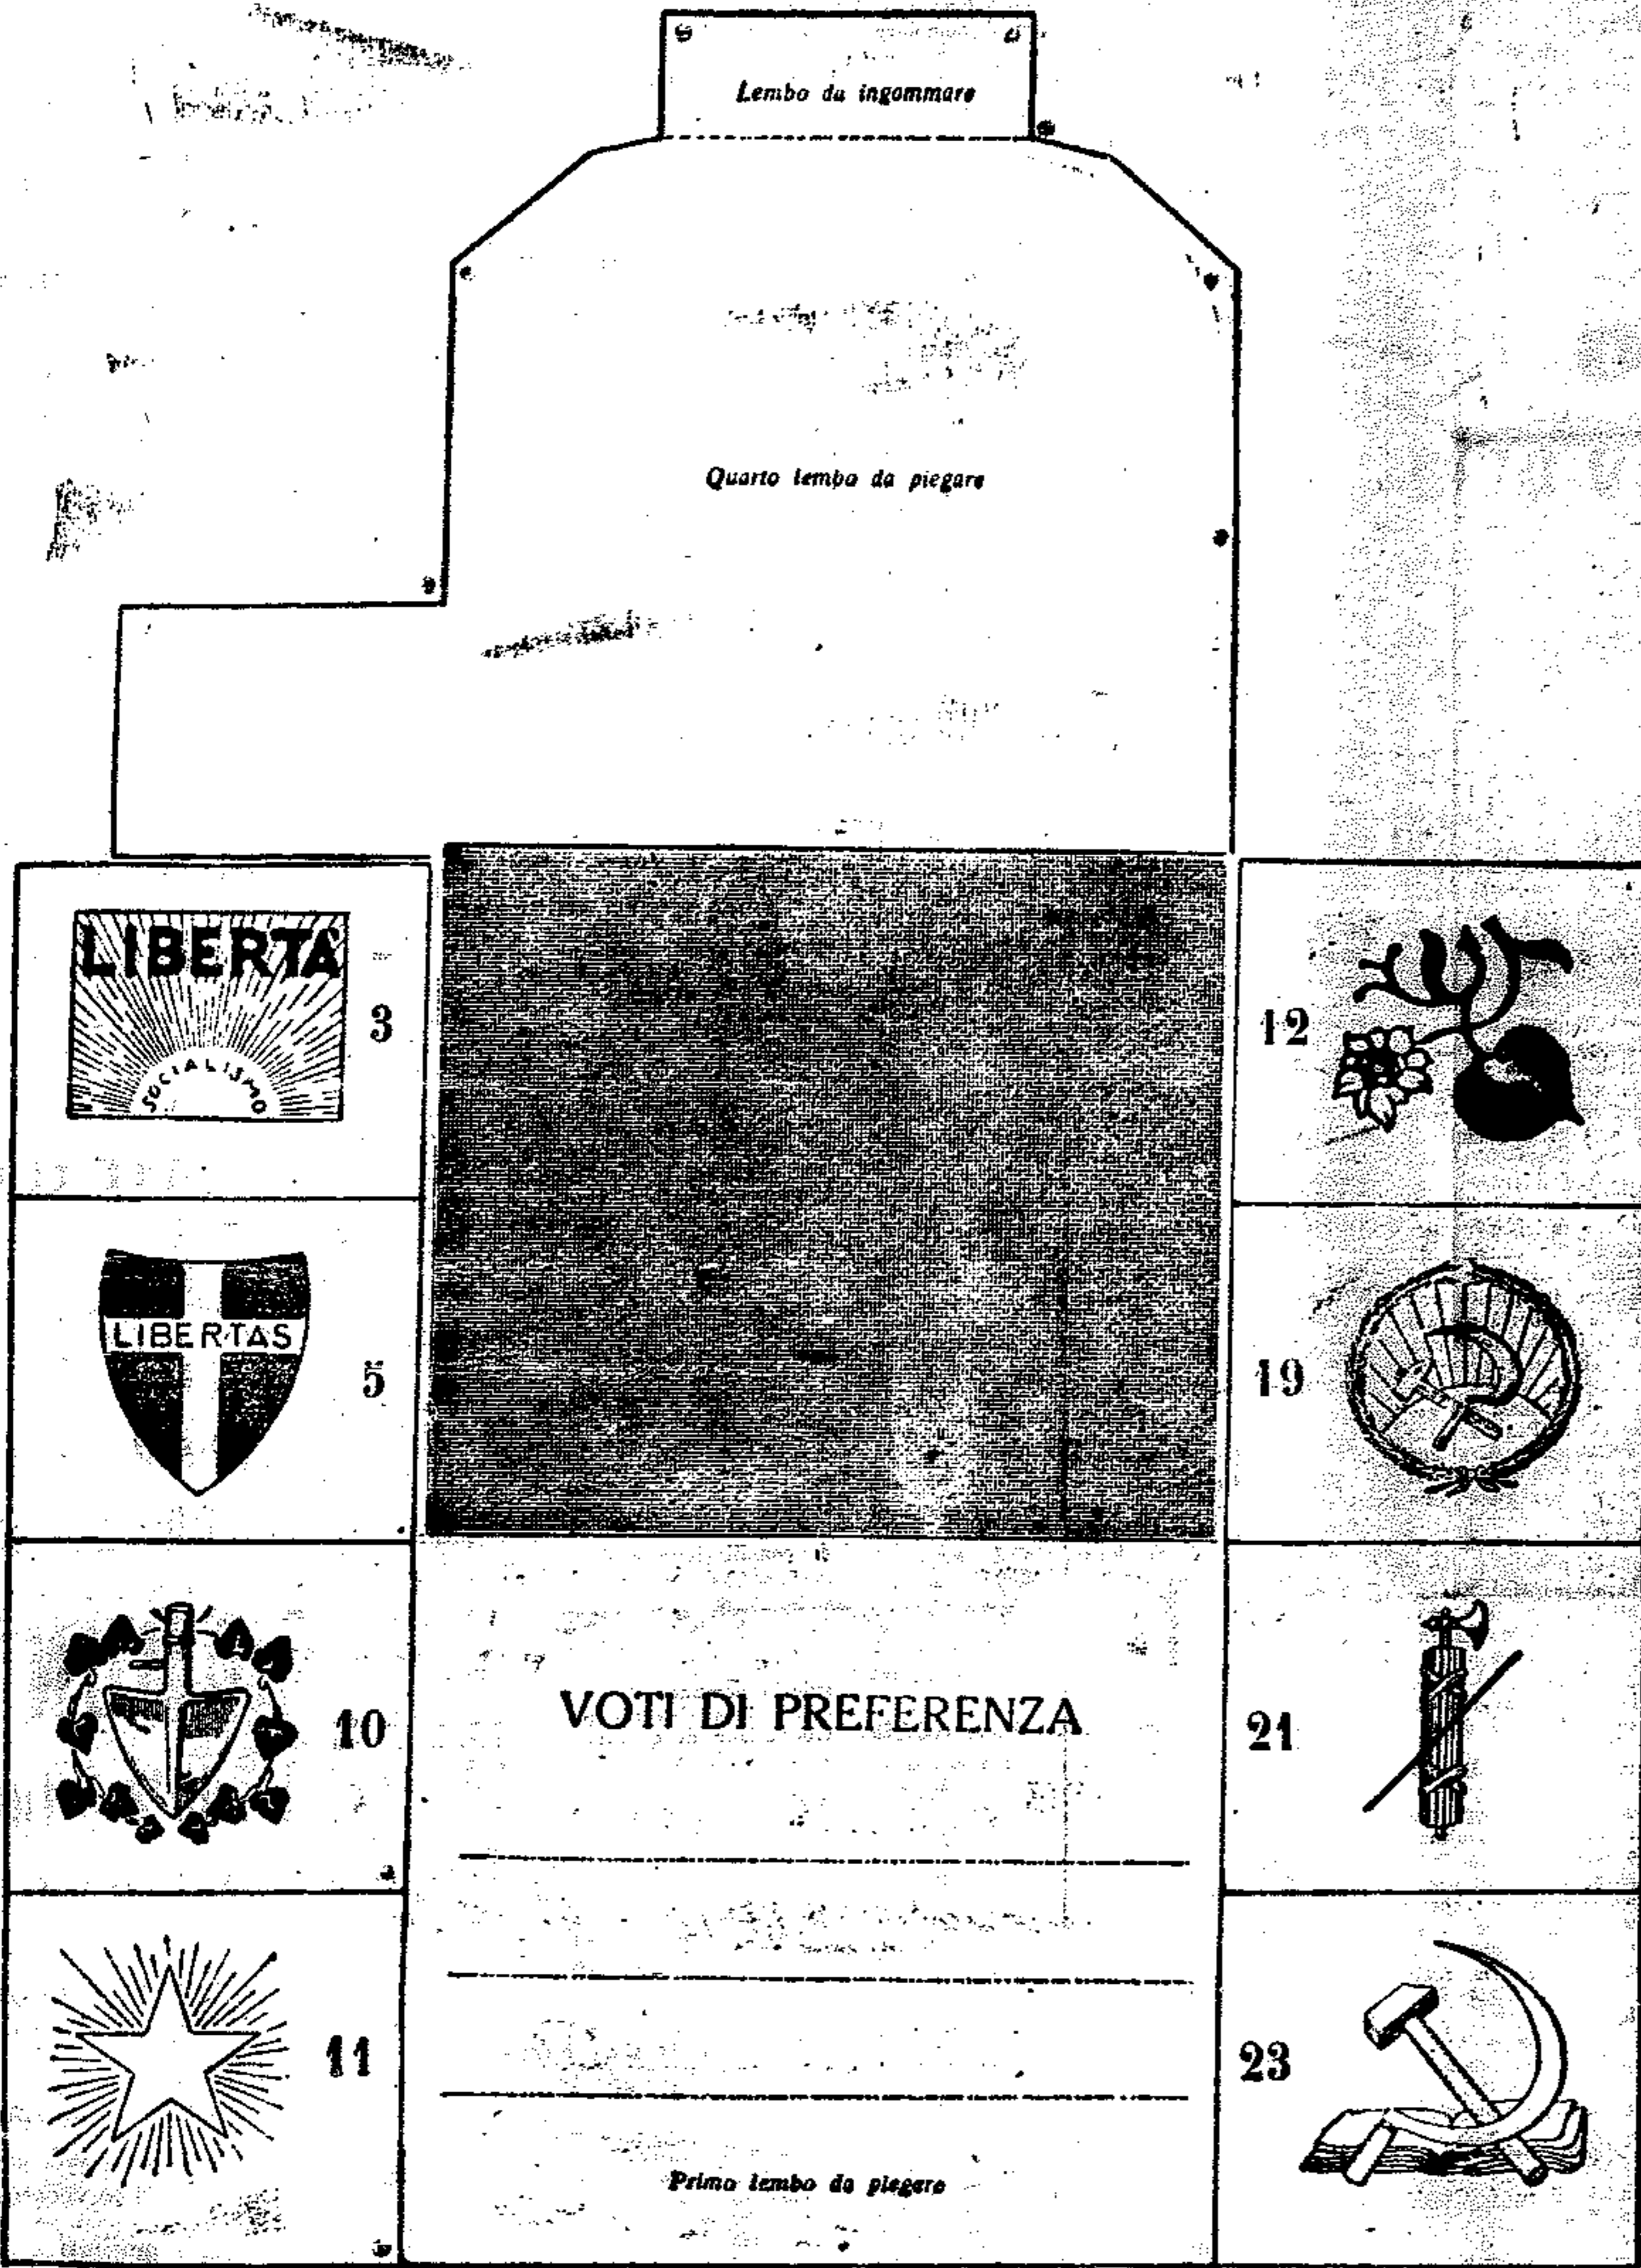 Lembo da ingommare
Quarto lembo da piegare
LIBERTÀ
SOCIALISMO
3
LIBERTAS
5
10
11
12
19
21
23
VOTI DI PREFERENZA
Primo lembo da piegare